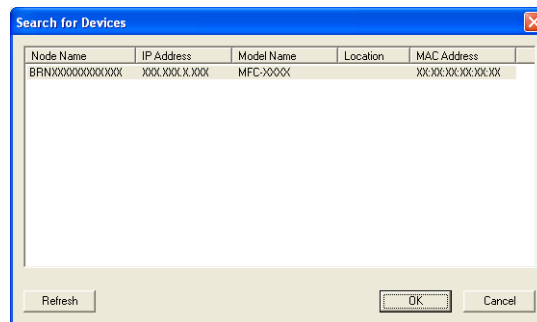 Search for Devices
Node Name IP Address Model Name Location MAC Address
BRNXXXXXXXXXXXX XXX.XXX.X.XXX MFC-XXXX XX:XX:XX:XX:XX:XX
Refresh OK Cancel